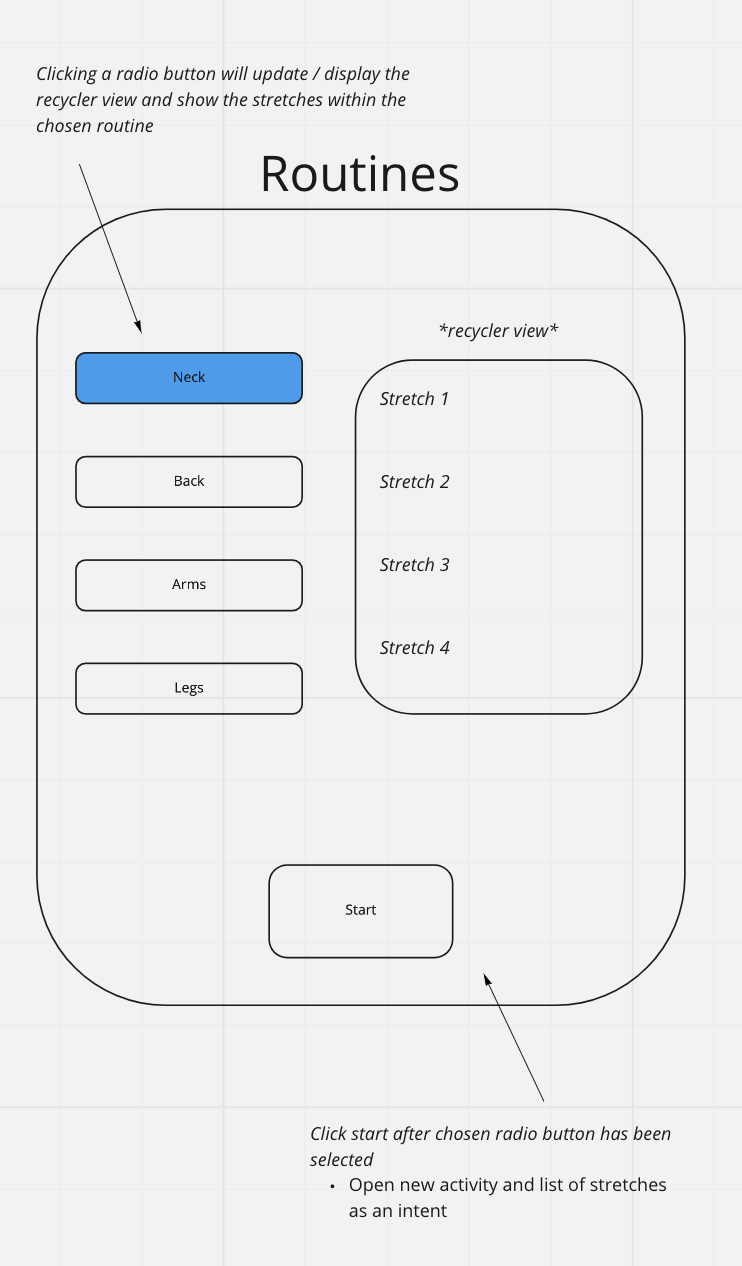 Clicking a radio button will update / display the
recycler view and show the stretches within the
chosen routine
Routines
*recycler view*
Neck
Back
Arms
Legs
Stretch 1
Stretch 2
Stretch 3
Stretch 4
Start
Click start after chosen radio button has been
selected
• Open new activity and list of stretches
as an intent